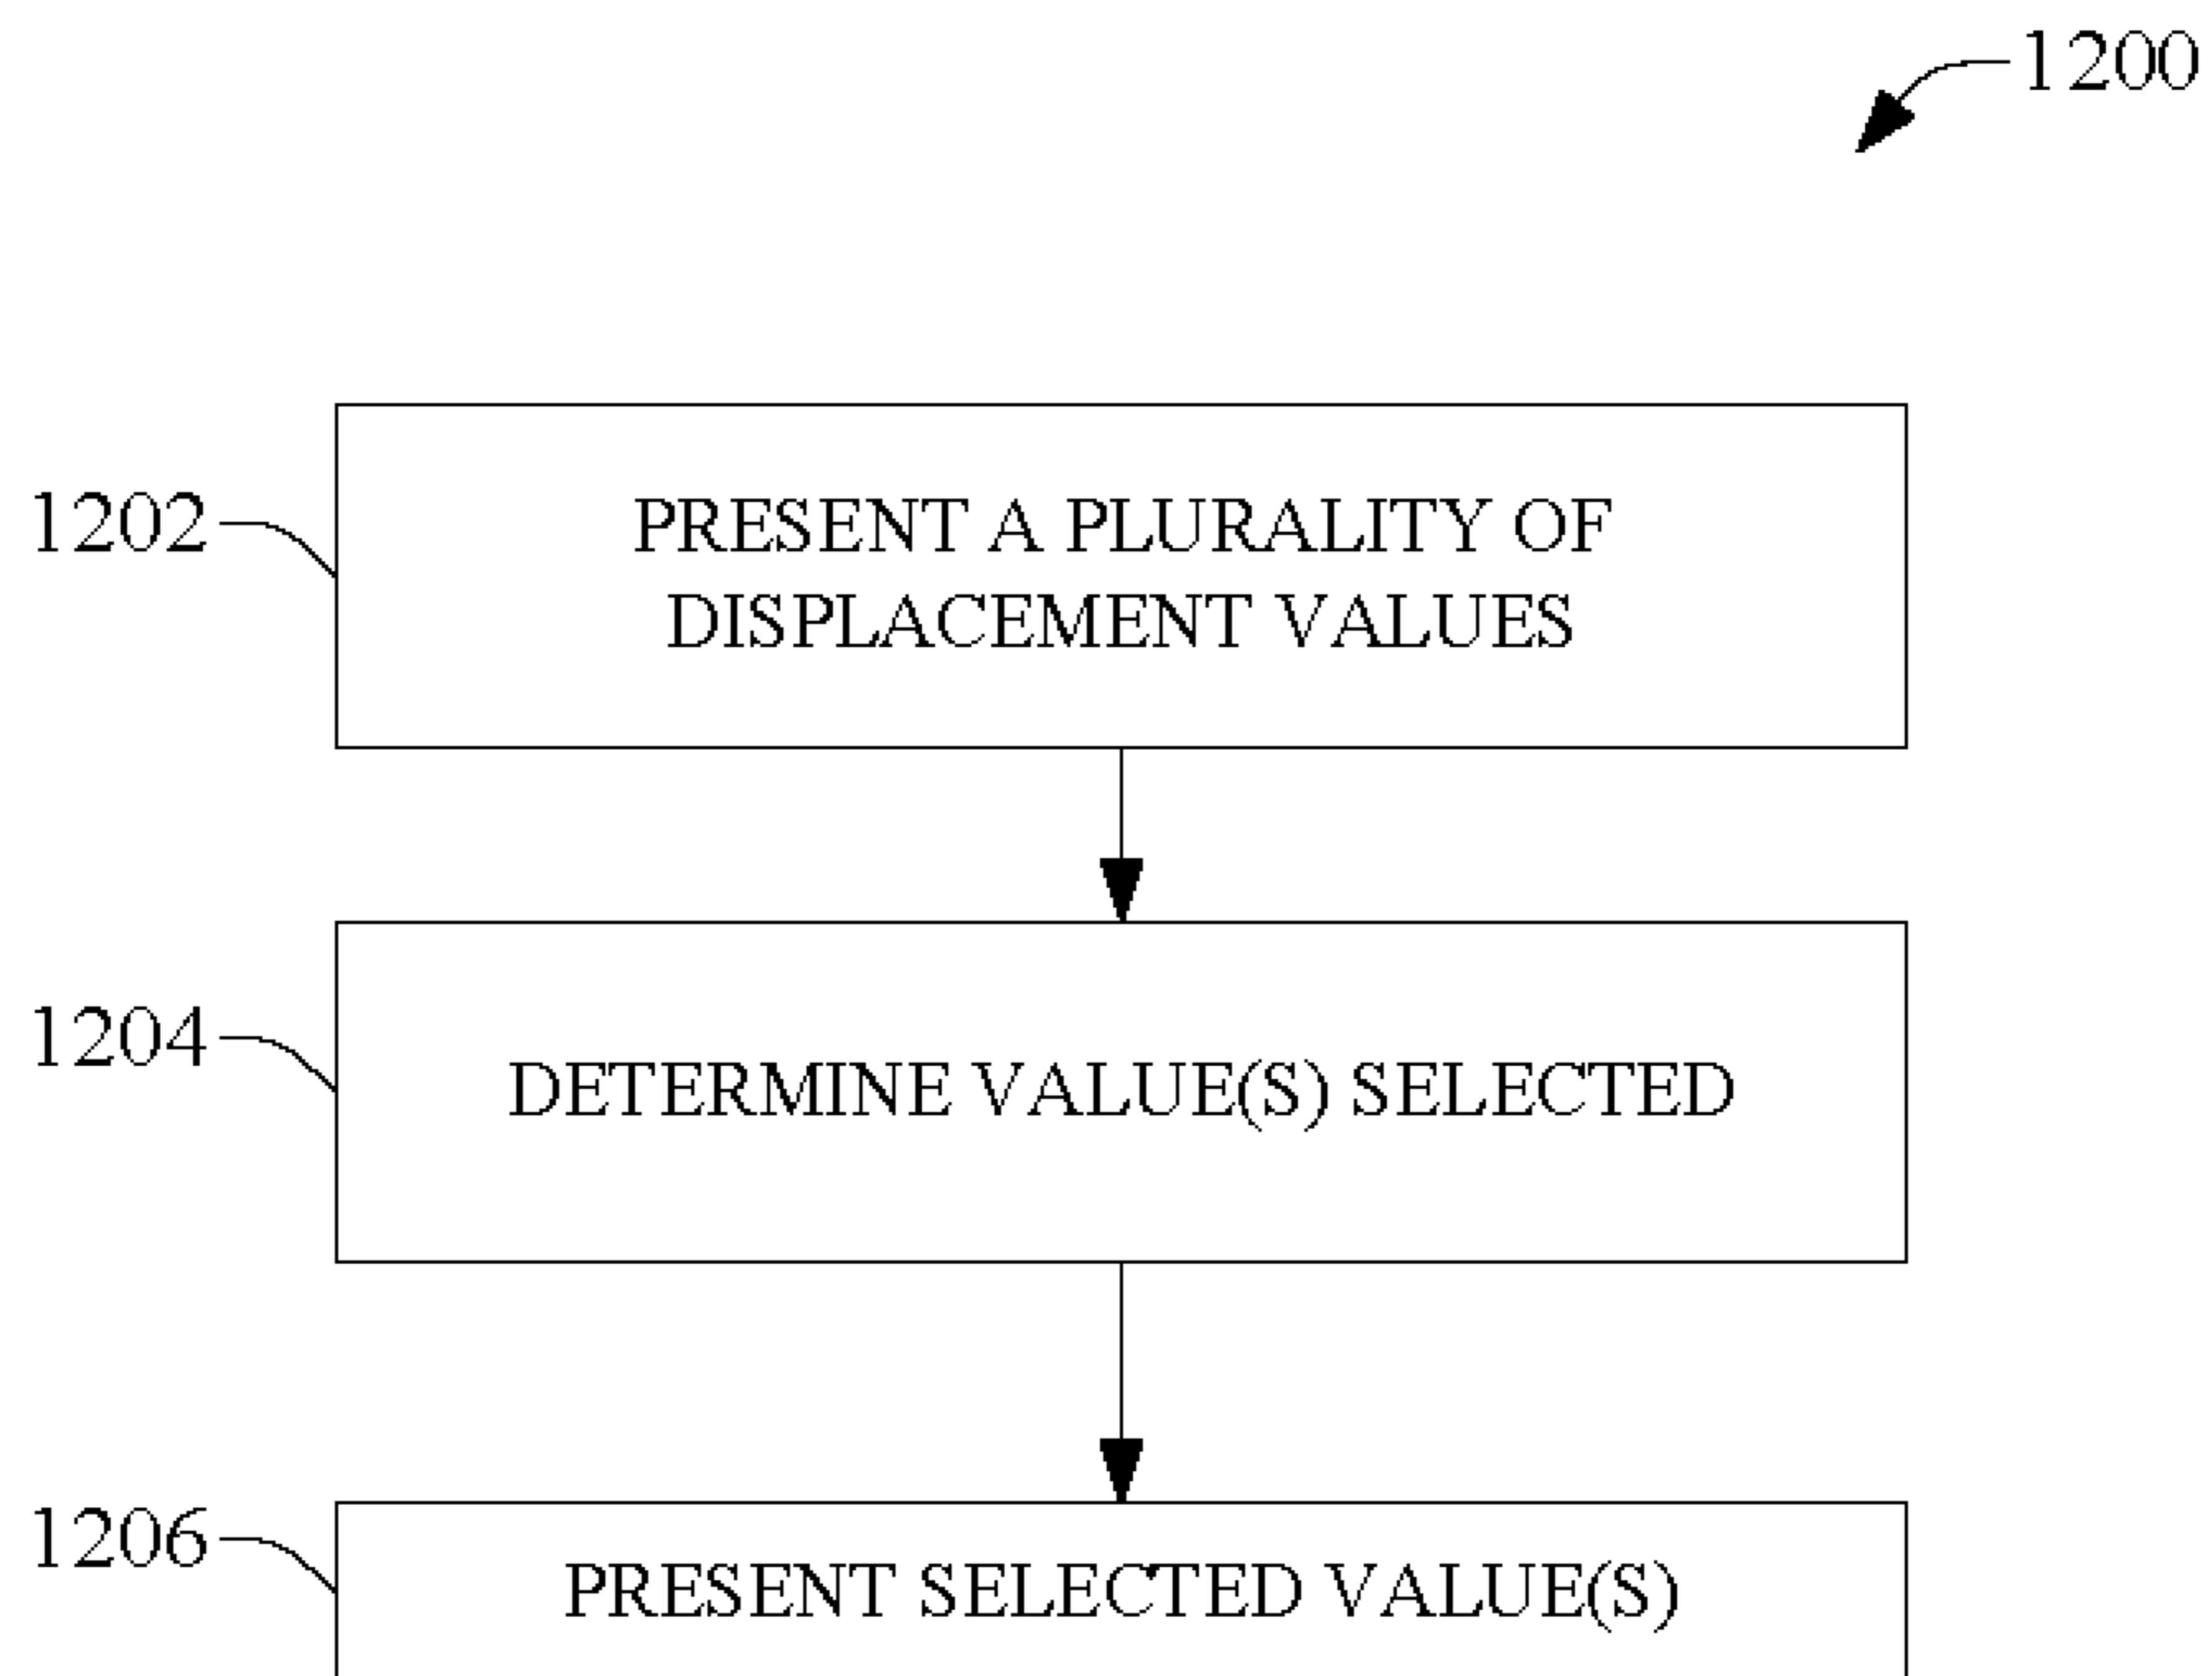 1200
1202
PRESENT A PLURALITY OF
DISPLACEMENT VALUES
1204
DETERMINE VALUE(S) SELECTED
1206
PRESENT SELECTED VALUE(S)